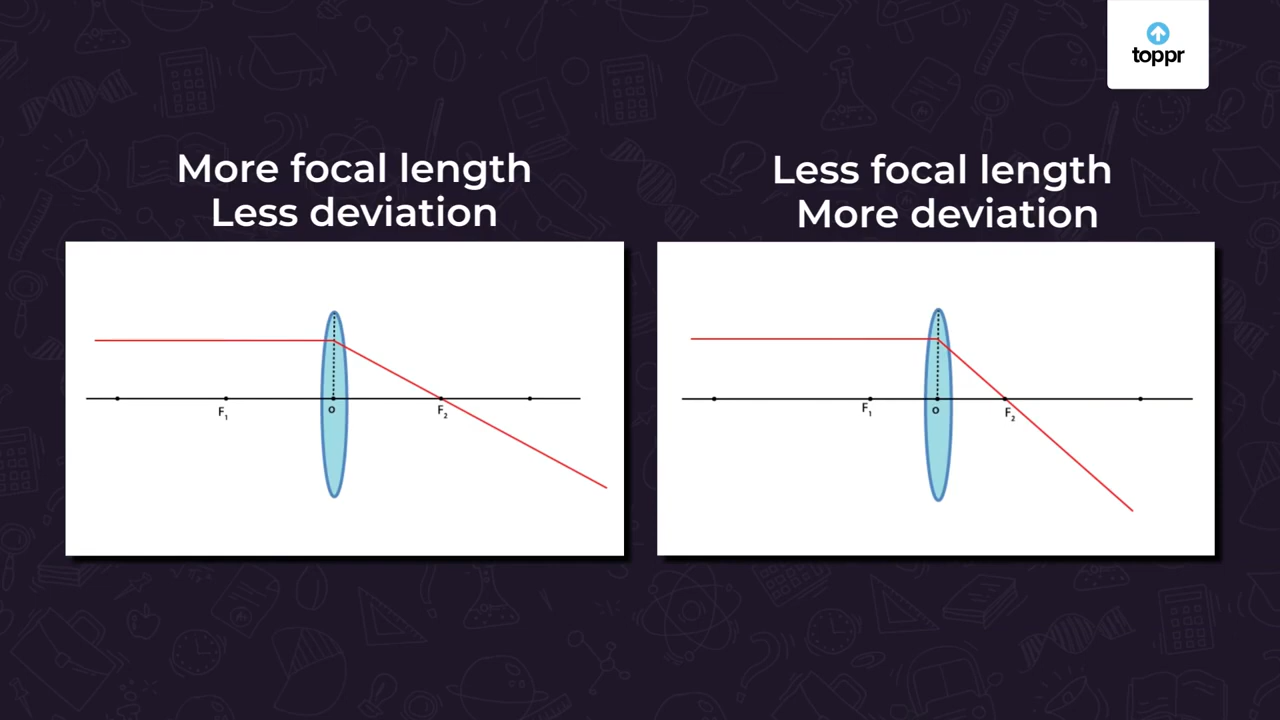 toppr
More focal length
Less deviation
Less focal length
More deviation
F₁
O
F₂
F₁
O
F₂